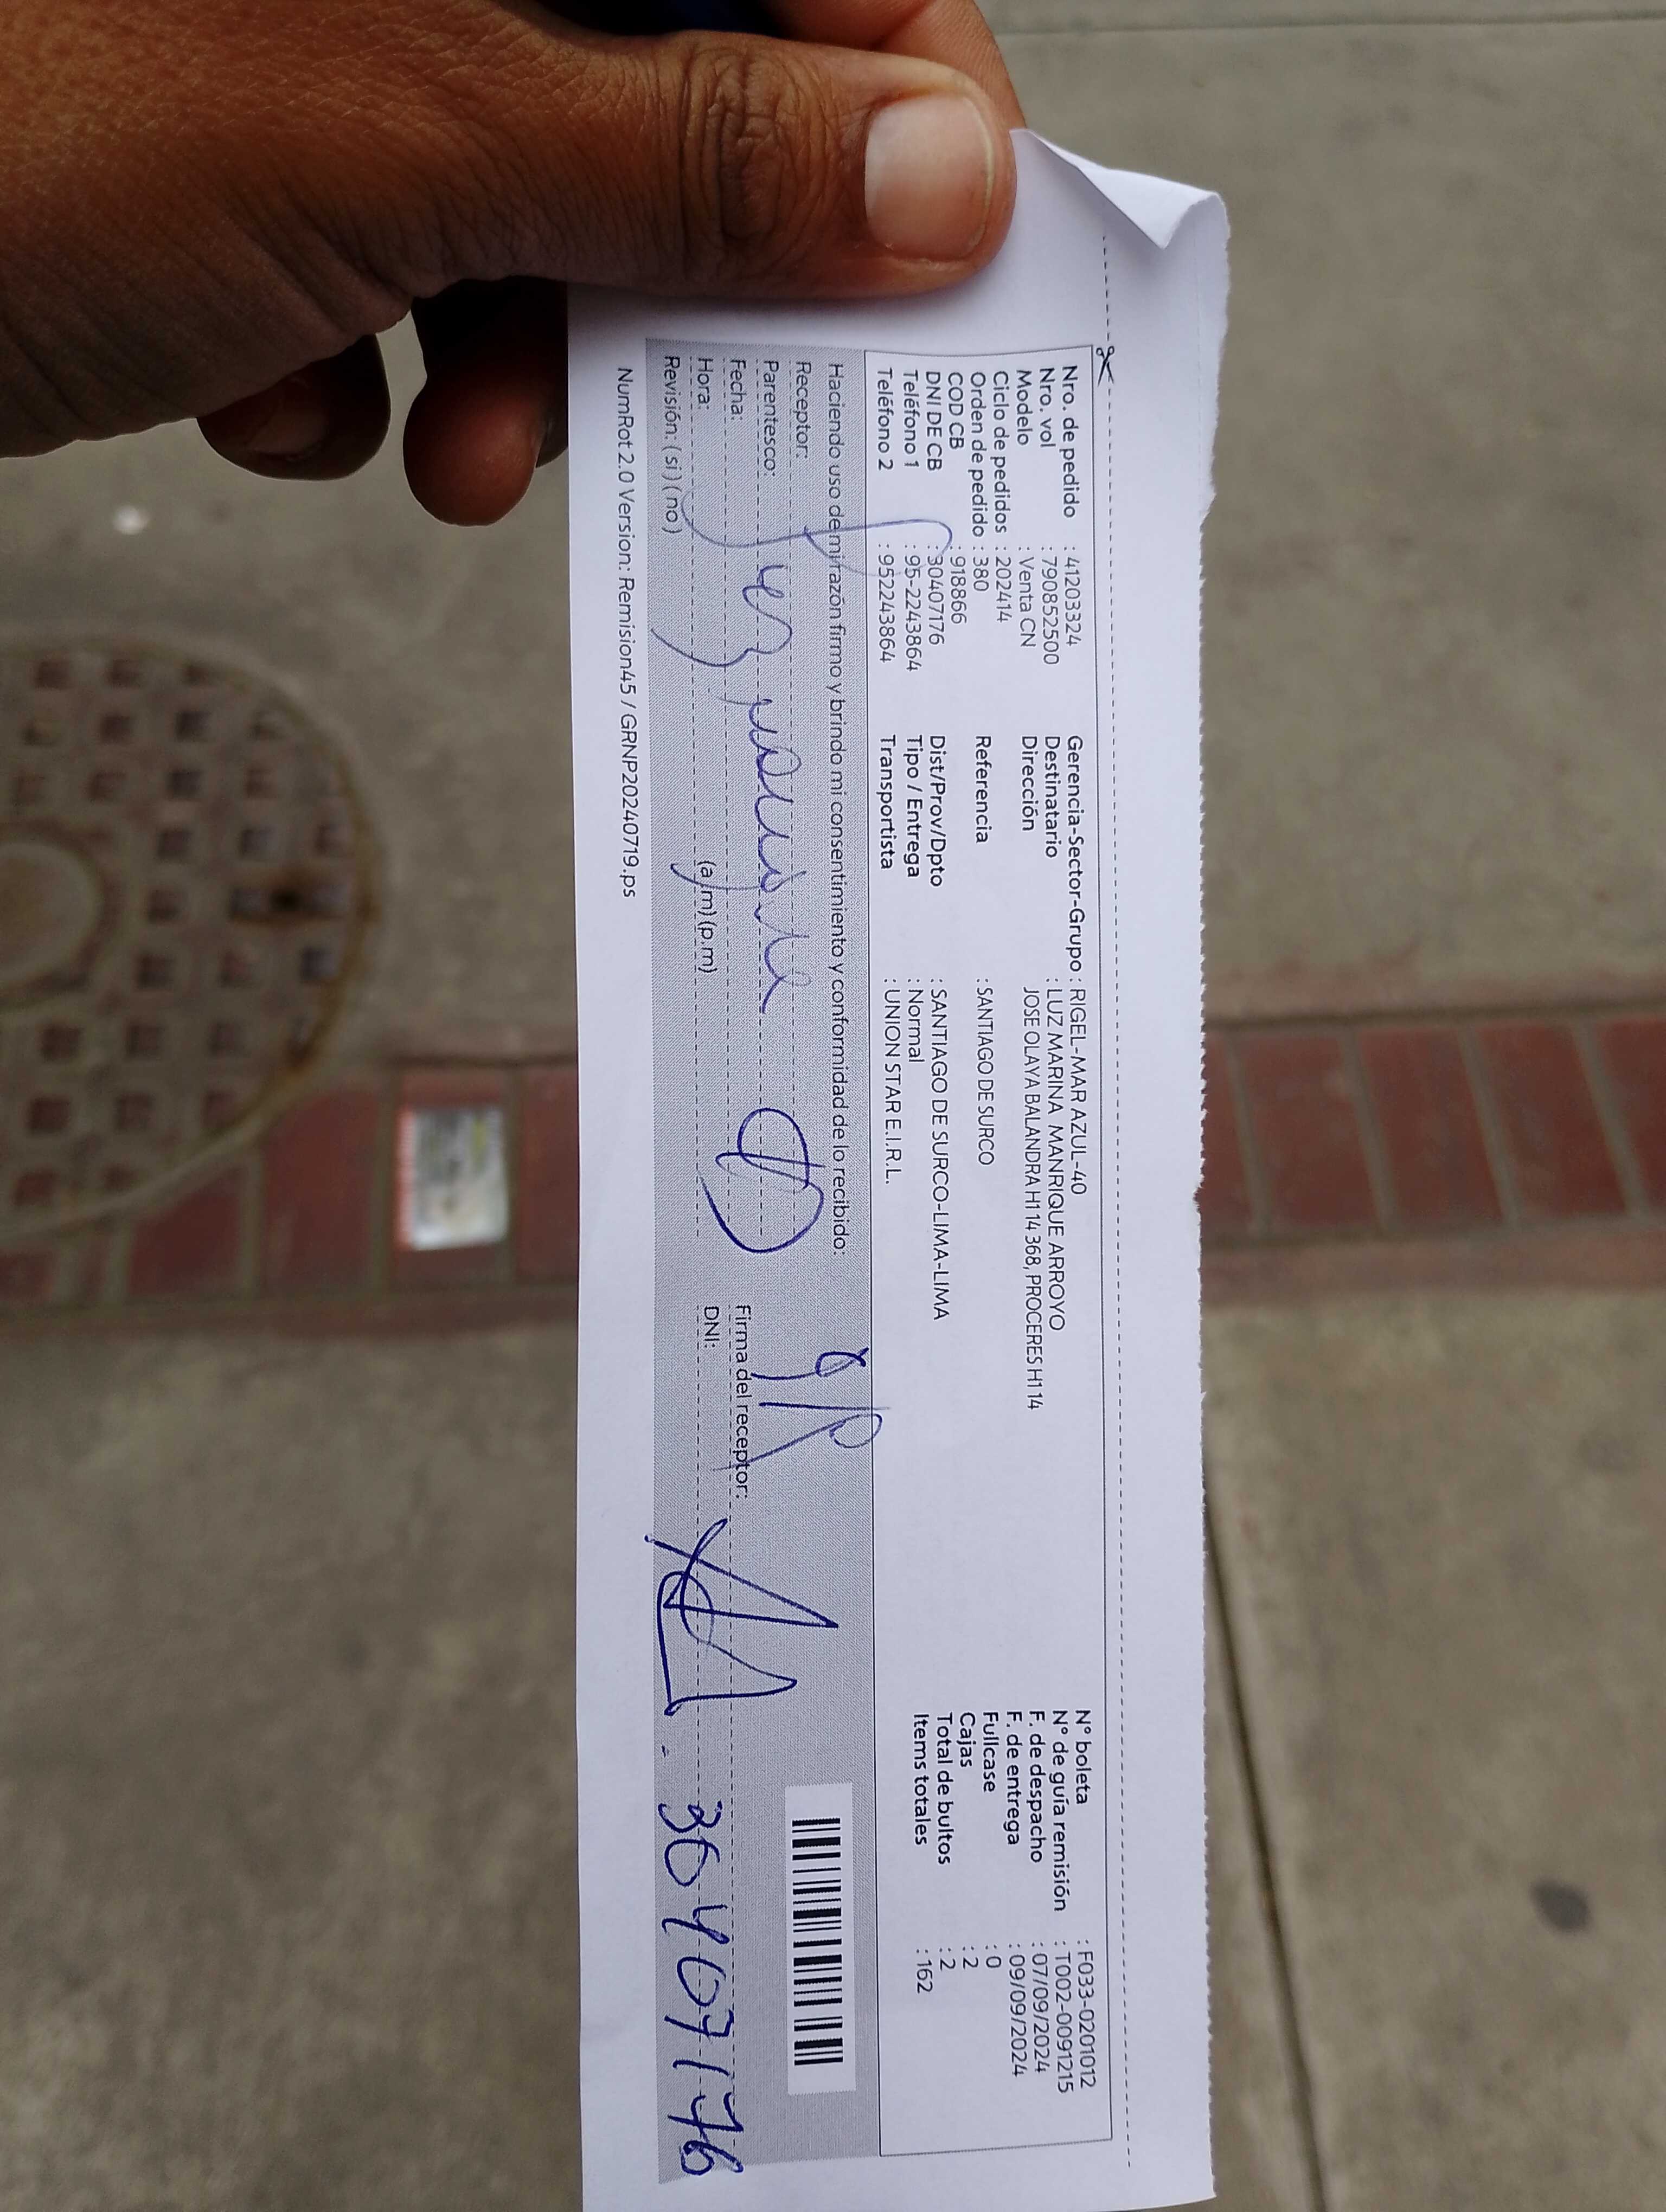 Nro. de pedido : 41203324
Nro. vol : 790852500
Modelo : Venta CN
Ciclo de pedidos : 202414
Orden de pedido : 380
COD CB : 918866
DNI DE CB : 30407176
Teléfono 1 : 95-2243864
Teléfono 2 : 952243864
Gerencia-Sector-Grupo : RIGEL-MAR AZUL-40
Destinatario : LUZ MARINA MANRIQUE ARROYO
Dirección JOSE OLAYA BALANDRA H114 368, PROCERES H114
Referencia : SANTIAGO DE SURCO
Dist/Prov/Dpto : SANTIAGO DE SURCO-LIMA-LIMA
Tipo / Entrega : Normal
Transportista : UNION STAR E.I.R.L.
N° boleta : F033-0201012
N° de guía remisión : T002-0091215
F. de despacho : 07/09/2024
F. de entrega : 09/09/2024
Fullcase : 0
Cajas : 2
Total de bultos : 2
Items totales : 162
Haciendo uso de mi razón firmo y brindo mi consentimiento y conformidad de lo recibido:
Receptor:
Parentesco:
Fecha:
Hora: (a.m) (p.m)
Revisión: ( si ) ( no )
Firma del receptor:
DNI: 30407176
NumRot 2.0 Version: Remision45 / GRNP20240719.ps